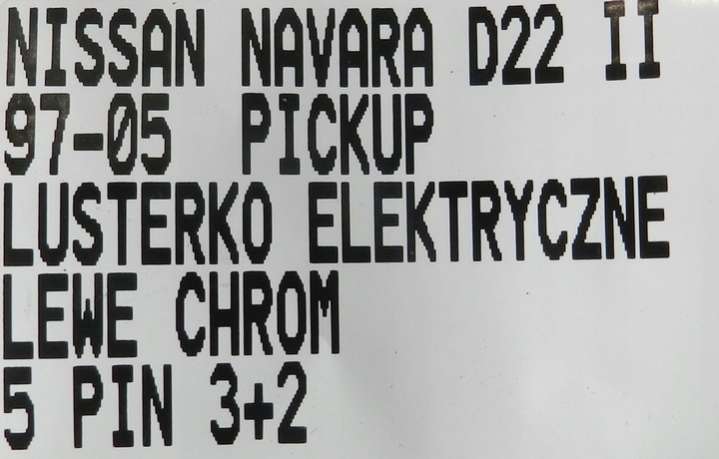 NISSAN NAVARA D22 II
97-05 PICKUP
LUSTERKO ELEKTRYCZNE
LEWE CHROM
5 PIN 3+2